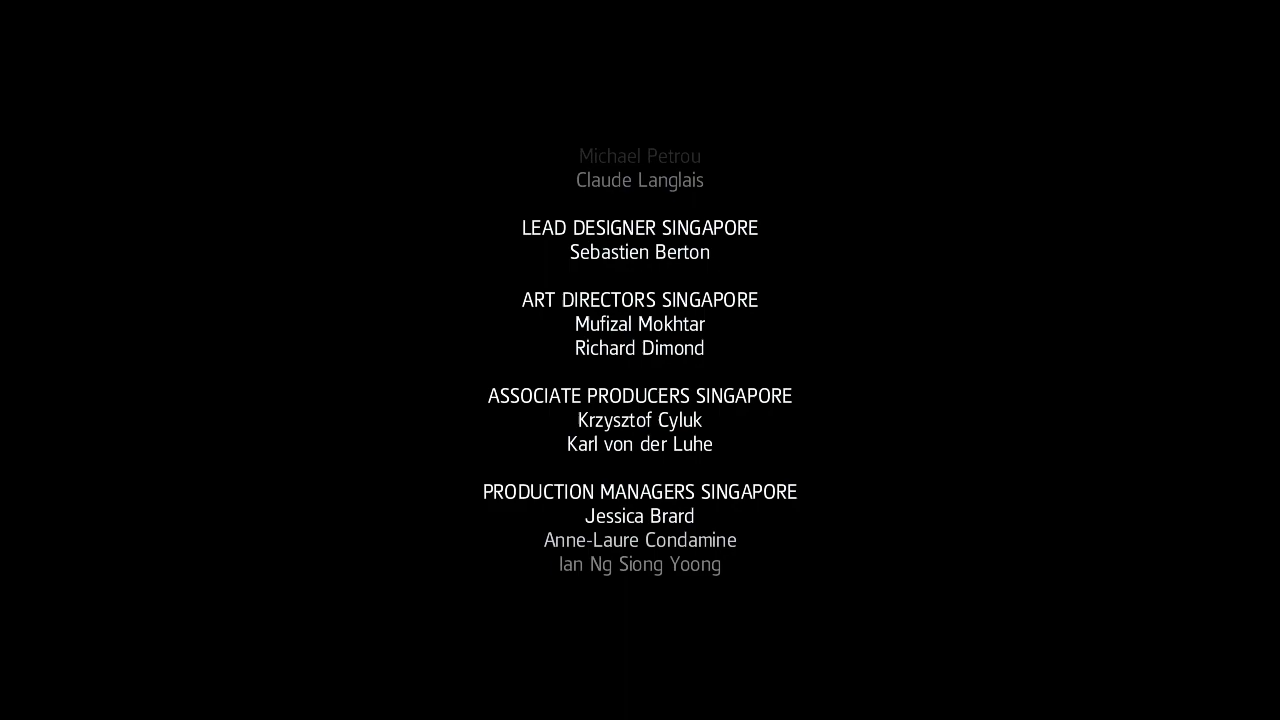 Michael Petrou
Claude Langlais
LEAD DESIGNER SINGAPORE
Sebastien Berton
ART DIRECTORS SINGAPORE
Mufizal Mokhtar
Richard Dimond
ASSOCIATE PRODUCERS SINGAPORE
Krzysztof Cyluk
Karl von der Luhe
PRODUCTION MANAGERS SINGAPORE
Jessica Brard
Anne-Laure Condamine
Ian Ng Siong Yoong